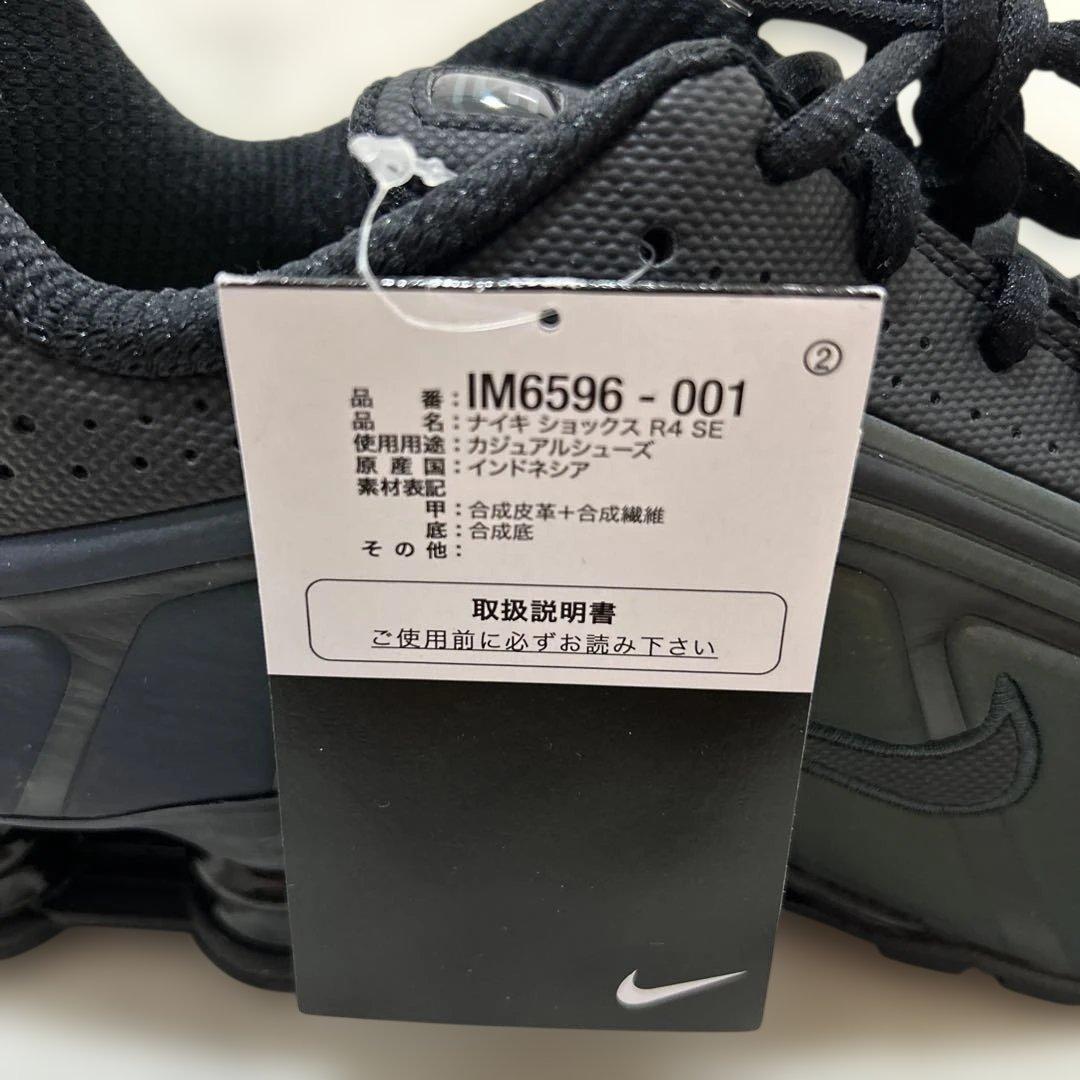 ②
品番：IM6596 - 001
品名：ナイキ ショックス R4 SE
使用用途：カジュアルシューズ
原産国：インドネシア
素材表記
甲：合成皮革＋合成繊維
底：合成底
その他：
取扱説明書
ご使用前に必ずお読み下さい